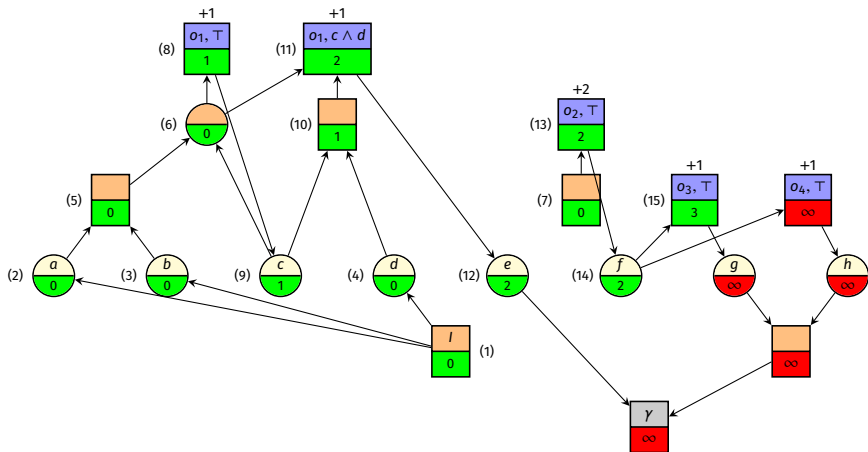 +1
+1
(8)
o₁, ⊤
1
(11)
o₁, c ∧ d
2
+2
(6)
0
(10)
1
(13)
o₂, ⊤
2
+1
+1
(5)
0
(7)
0
(15)
o₃, ⊤
3
o₄, ⊤
∞
(2)
a
0
(3)
b
0
(9)
c
1
(4)
d
0
(12)
e
2
(14)
f
2
g
∞
h
∞
I
0
(1)
∞
γ
∞